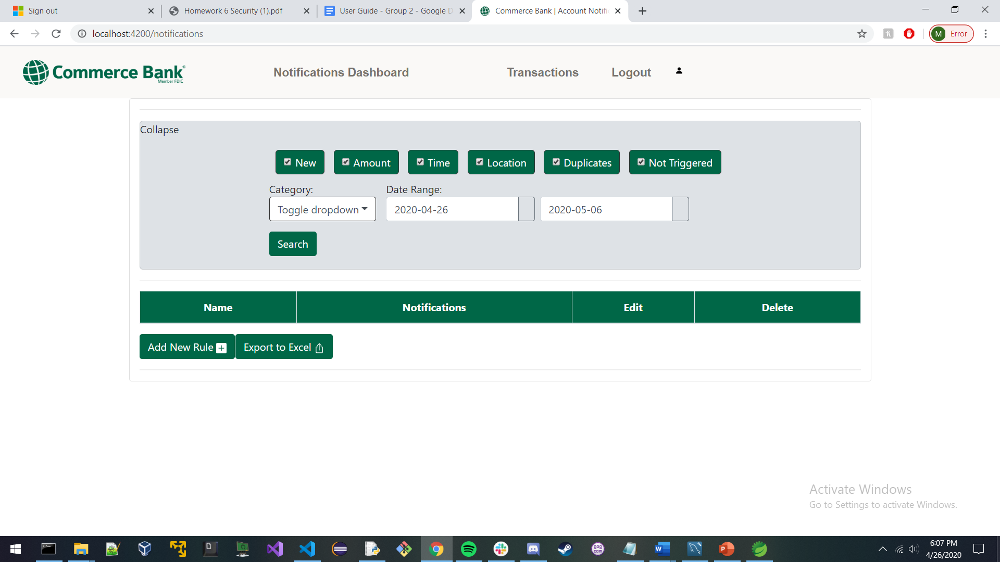 Sign out
Homework 6 Security (1).pdf
User Guide - Group 2 - Google D
Commerce Bank | Account Notifi
localhost:4200/notifications
M Error
Commerce Bank®
Member FDIC
Notifications Dashboard
Transactions
Logout
Collapse
New
Amount
Time
Location
Duplicates
Not Triggered
Category:
Date Range:
Toggle dropdown
2020-04-26
2020-05-06
Search
Name
Notifications
Edit
Delete
Add New Rule
Export to Excel
Activate Windows
Go to Settings to activate Windows.
gog
com
6:07 PM
4/26/2020